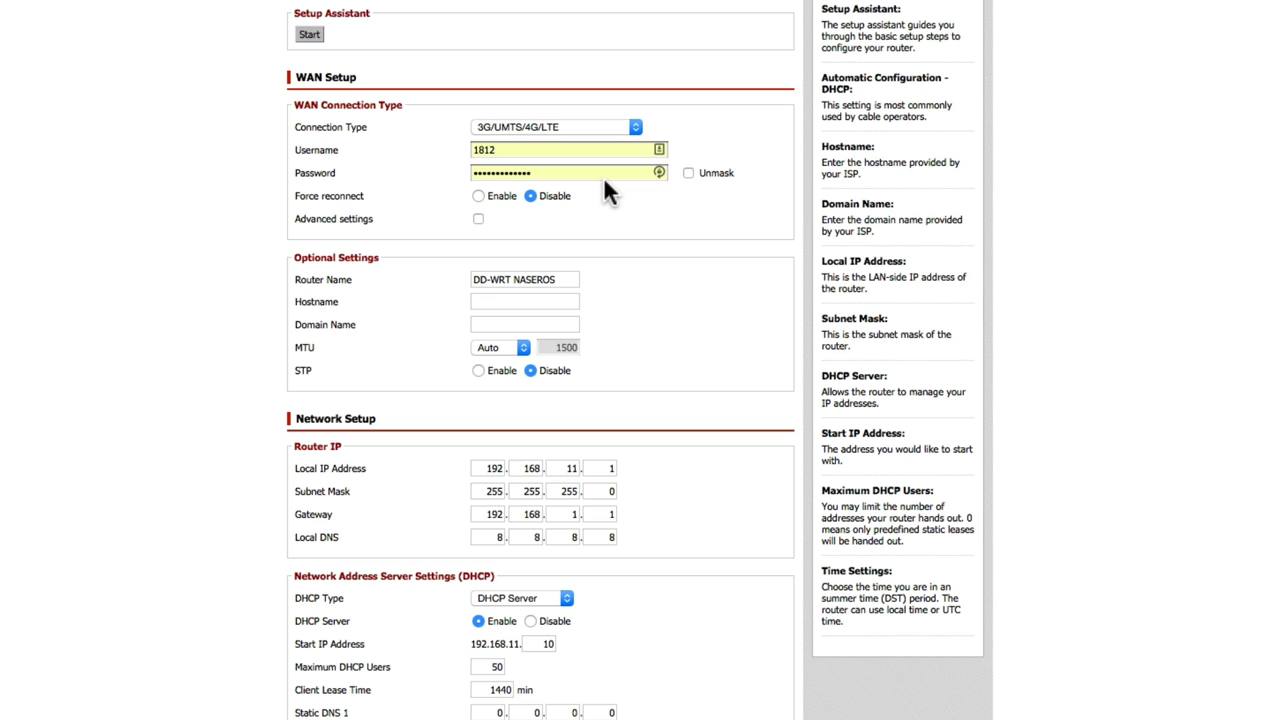 Setup Assistant
Start
WAN Setup
WAN Connection Type
Connection Type 3G/UMTS/4G/LTE
Username 1812
Password ••••••••••••• Unmask
Force reconnect Enable Disable
Advanced settings
Optional Settings
Router Name DD-WRT NASEROS
Hostname
Domain Name
MTU Auto 1500
STP Enable Disable
Network Setup
Router IP
Local IP Address 192. 168. 11. 1
Subnet Mask 255. 255. 255. 0
Gateway 192. 168. 1. 1
Local DNS 8. 8. 8. 8
Network Address Server Settings (DHCP)
DHCP Type DHCP Server
DHCP Server Enable Disable
Start IP Address 192.168.11. 10
Maximum DHCP Users 50
Client Lease Time 1440 min
Static DNS 1 0. 0. 0. 0
Setup Assistant:
The setup assistant guides you
through the basic setup steps to
configure your router.
Automatic Configuration -
DHCP:
This setting is most commonly
used by cable operators.
Hostname:
Enter the hostname provided by
your ISP.
Domain Name:
Enter the domain name provided
by your ISP.
Local IP Address:
This is the LAN-side IP address of
the router.
Subnet Mask:
This is the subnet mask of the
router.
DHCP Server:
Allows the router to manage your
IP addresses.
Start IP Address:
The address you would like to start
with.
Maximum DHCP Users:
You may limit the number of
addresses your router hands out. 0
means only predefined static leases
will be handed out.
Time Settings:
Choose the time you are in an
summer time (DST) period. The
router can use local time or UTC
time.